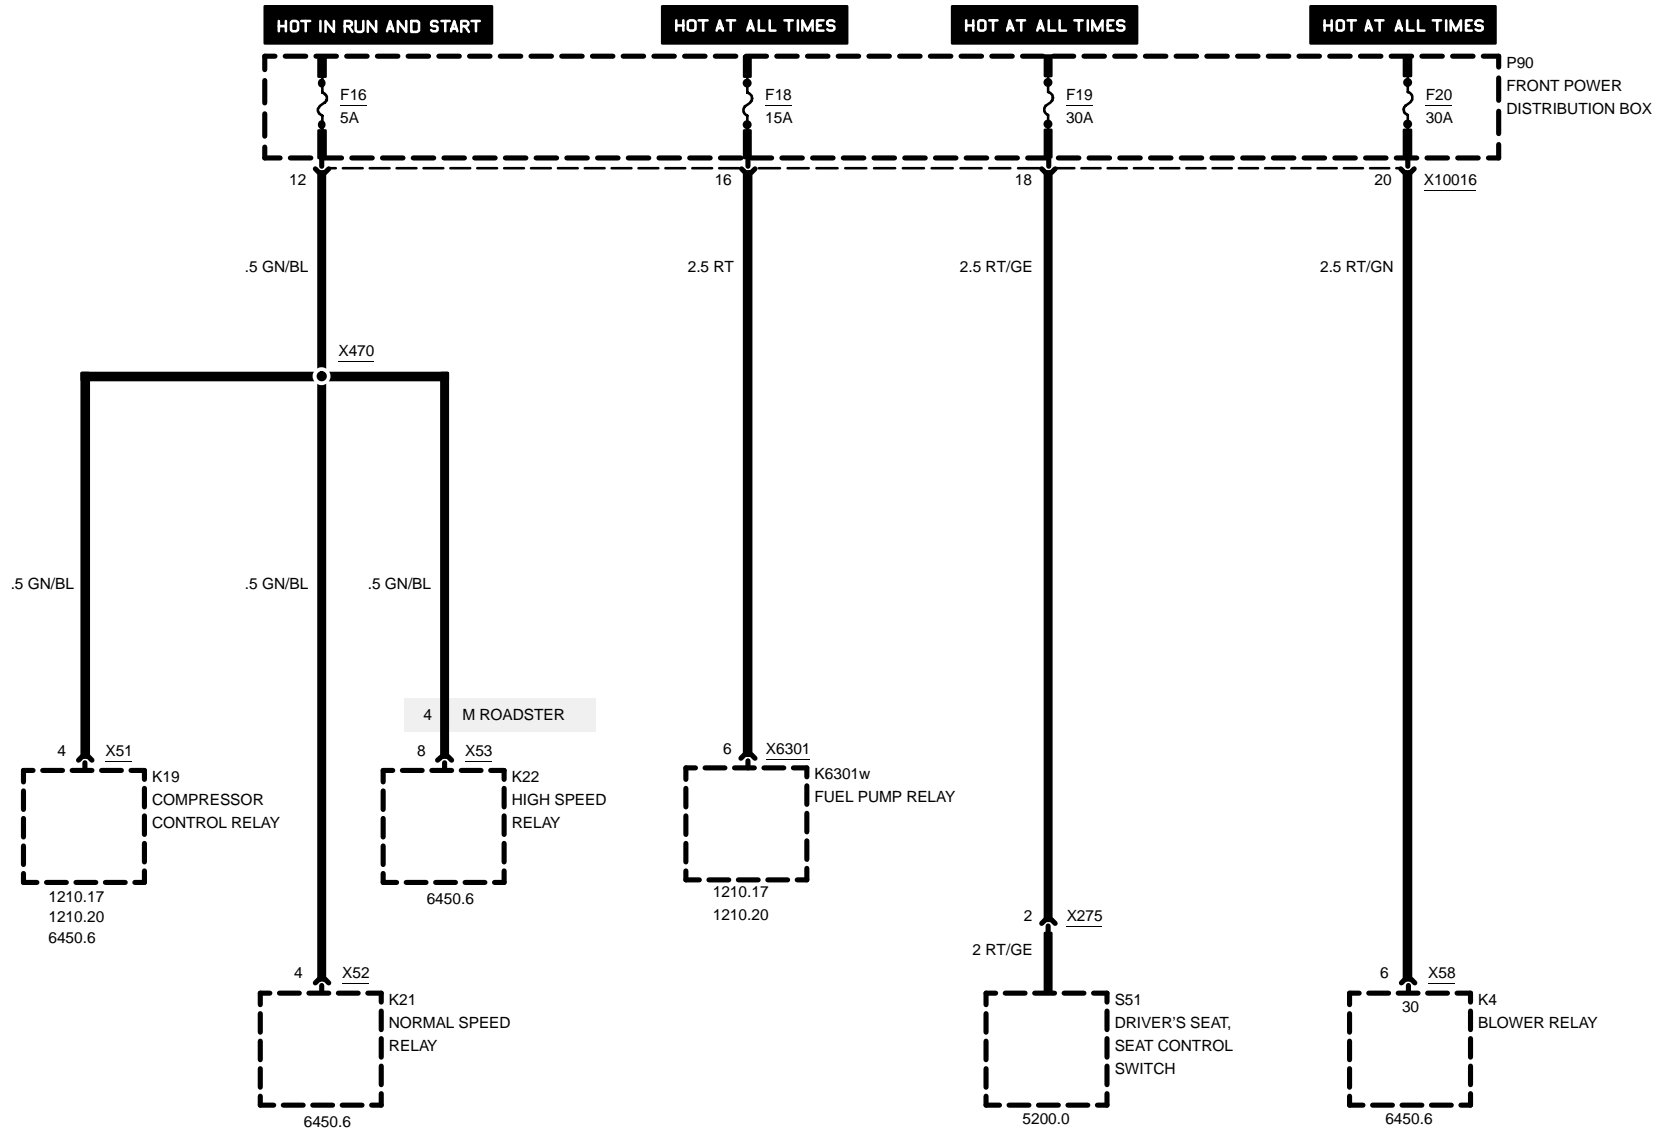 HOT IN RUN AND START
HOT AT ALL TIMES
HOT AT ALL TIMES
HOT AT ALL TIMES
P90
FRONT POWER
DISTRIBUTION BOX
F16
5A
F18
15A
F19
30A
F20
30A
12
16
18
20
X10016
.5 GN/BL
2.5 RT
2.5 RT/GE
2.5 RT/GN
X470
.5 GN/BL
.5 GN/BL
.5 GN/BL
4 M ROADSTER
4
X51
8
X53
6
X6301
K19
COMPRESSOR
CONTROL RELAY
K22
HIGH SPEED
RELAY
K6301w
FUEL PUMP RELAY
1210.17
1210.20
6450.6
6450.6
1210.17
1210.20
2
X275
2 RT/GE
4
X52
6
X58
K21
NORMAL SPEED
RELAY
S51
DRIVER'S SEAT,
SEAT CONTROL
SWITCH
30
K4
BLOWER RELAY
6450.6
5200.0
6450.6